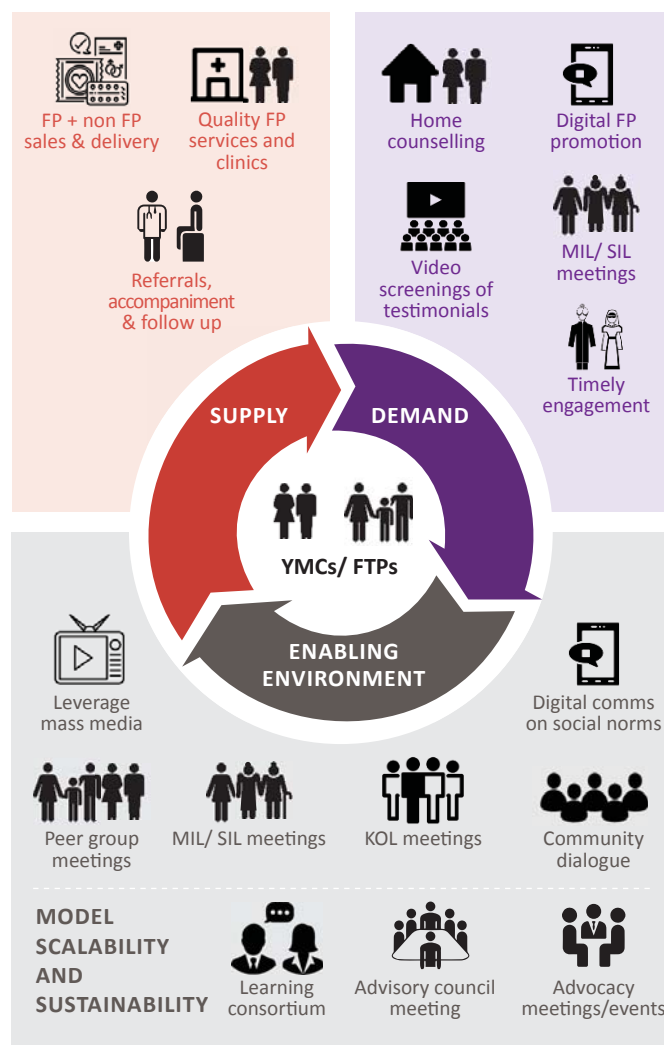 FP + non FP
sales & delivery
Quality FP
services and
clinics
Referrals,
accompaniment
& follow up
Home
counselling
Digital FP
promotion
Video
screenings of
testimonials
MIL/ SIL
meetings
Timely
engagement
SUPPLY
DEMAND
YMCs/ FTPs
ENABLING
ENVIRONMENT
Leverage
mass media
Digital comms
on social norms
Peer group
meetings
MIL/ SIL meetings
KOL meetings
Community
dialogue
MODEL
SCALABILITY
AND
SUSTAINABILITY
Learning
consortium
Advisory council
meeting
Advocacy
meetings/events